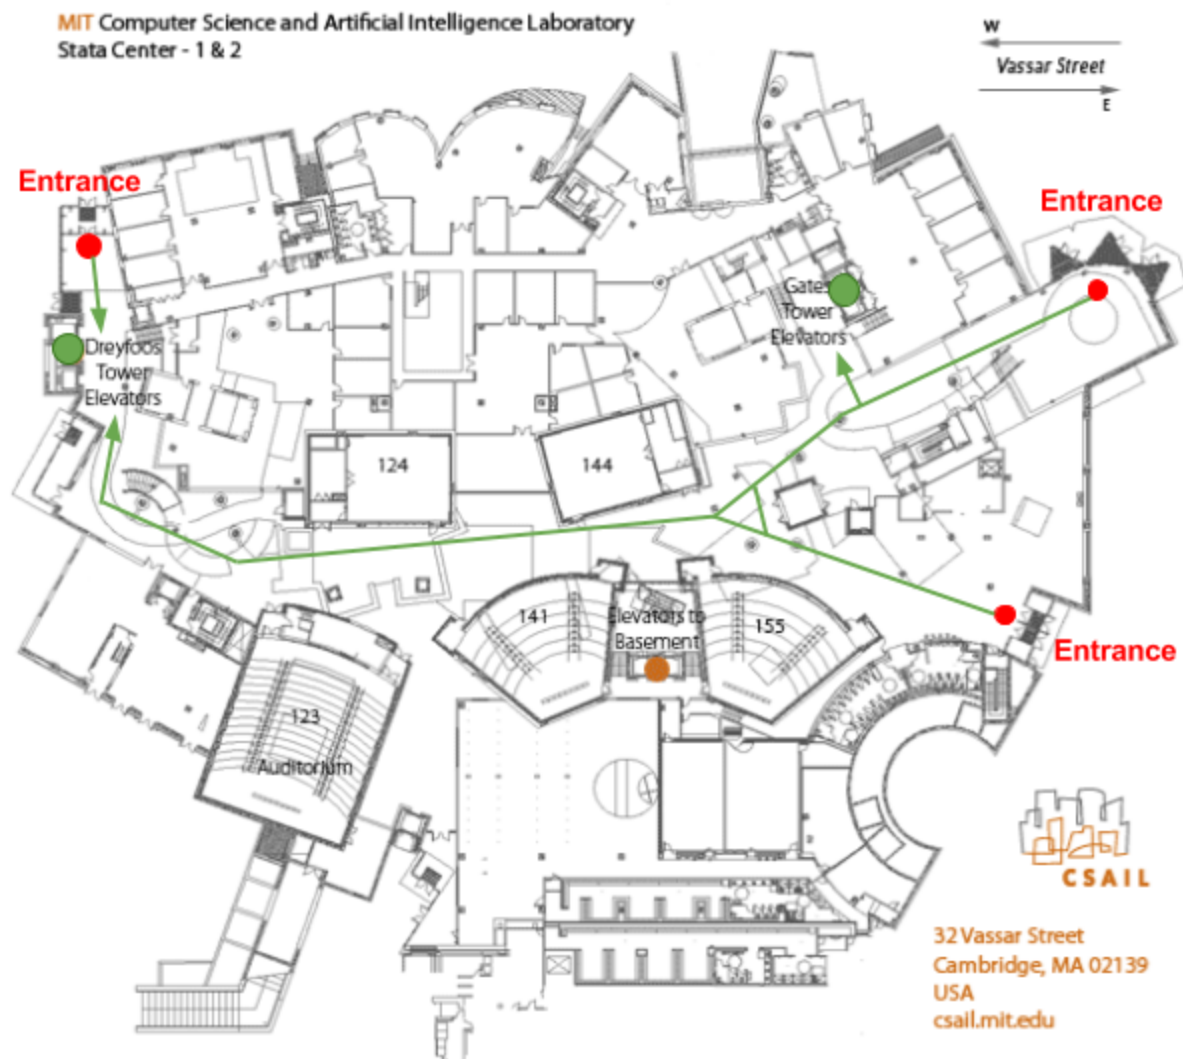 MIT Computer Science and Artificial Intelligence Laboratory
Stata Center - 1 & 2
W
Vassar Street
E
Entrance
Entrance
Gates
Tower
Elevators
Dreyfoos
Tower
Elevators
124
144
141
Elevators to
Basement
155
Entrance
123
Auditorium
CSAIL
32 Vassar Street
Cambridge, MA 02139
USA
csail.mit.edu